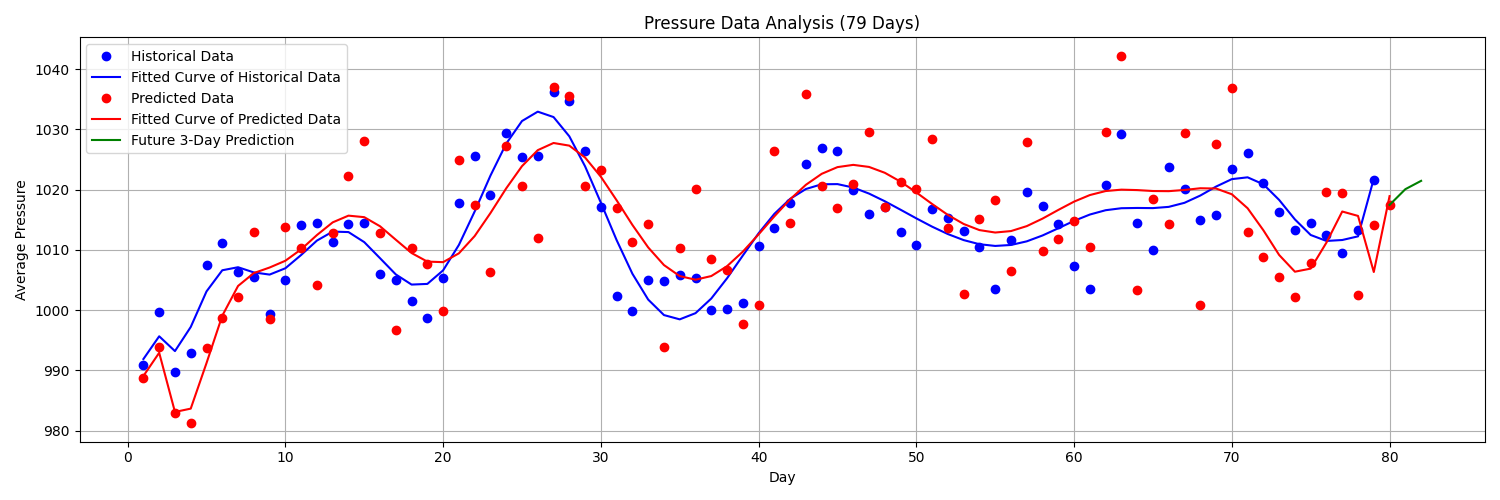 Pressure Data Analysis (79 Days)
Historical Data
Fitted Curve of Historical Data
Predicted Data
Fitted Curve of Predicted Data
Future 3-Day Prediction
Average Pressure
1040
1030
1020
1010
1000
990
980
0 10 20 30 40 50 60 70 80
Day